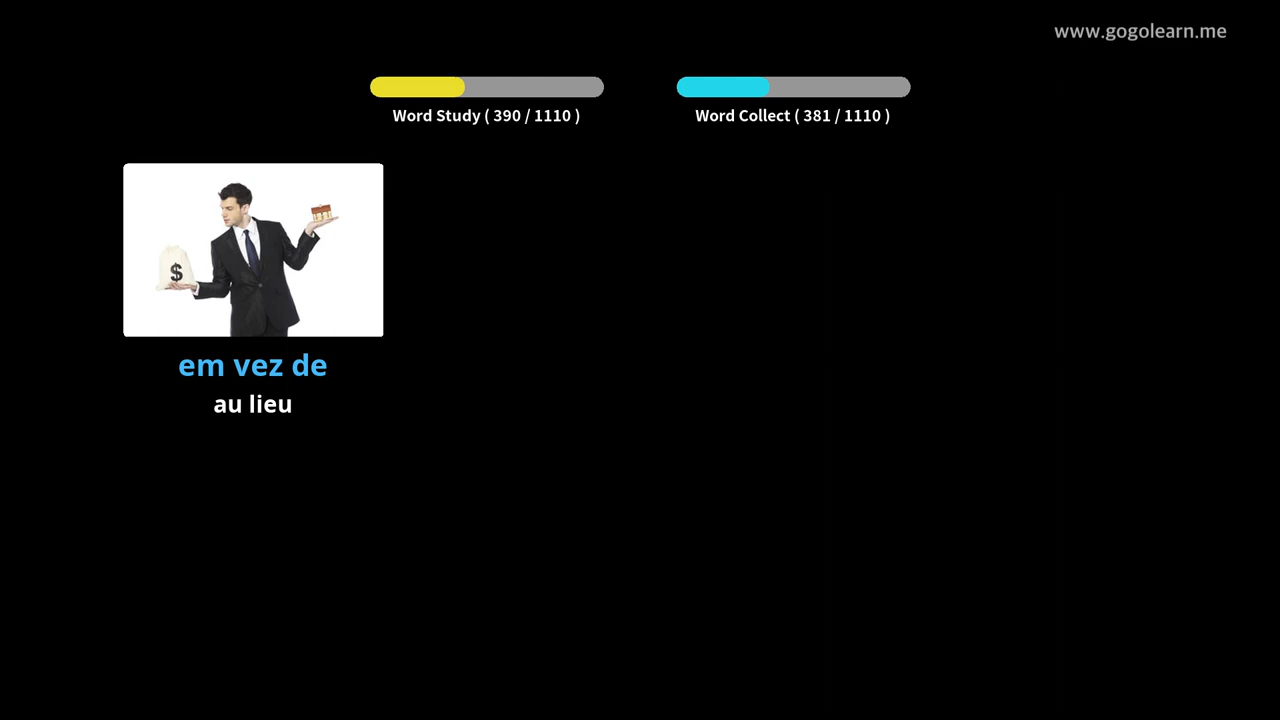 www.gogolearn.me
Word Study ( 390 / 1110 )
Word Collect ( 381 / 1110 )
$
em vez de
au lieu